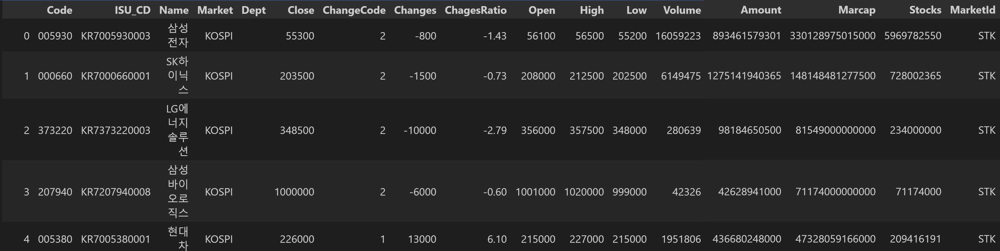 Code ISU_CD Name Market Dept Close ChangeCode Changes ChagesRatio Open High Low Volume Amount Marcap Stocks MarketId
0 005930 KR7005930003 삼성 전자 KOSPI 55300 2 -800 -1.43 56100 56500 55200 16059223 893461579301 330128975015000 5969782550 STK
1 000660 KR7000660001 SK하 이닉 스 KOSPI 203500 2 -1500 -0.73 208000 212500 202500 6149475 1275141940365 148148481277500 728002365 STK
2 373220 KR7373220003 LG에 너지 솔루 션 KOSPI 348500 2 -10000 -2.79 356000 357500 348000 280639 98184650500 81549000000000 234000000 STK
3 207940 KR7207940008 삼성 바이 오로 직스 KOSPI 1000000 2 -6000 -0.60 1001000 1020000 999000 42326 42628941000 71174000000000 71174000 STK
4 005380 KR7005380001 현대 차 KOSPI 226000 1 13000 6.10 215000 227000 215000 1951806 436680248000 47328059166000 209416191 STK